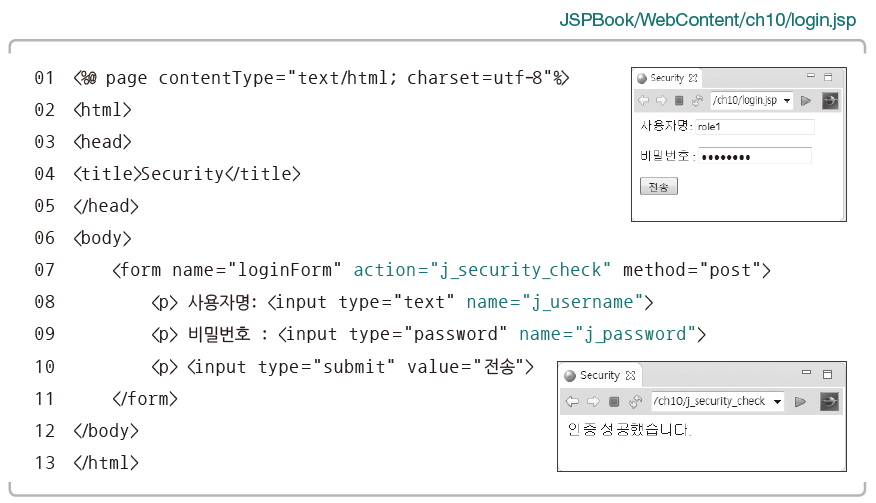 JSPBook/WebContent/ch10/login.jsp
01 <%@ page contentType="text/html; charset=utf-8"%>
02 <html>
03 <head>
04 <title>Security</title>
05 </head>
06 <body>
07 <form name="loginForm" action="j_security_check" method="post">
08 <p> 사용자명: <input type="text" name="j_username">
09 <p> 비밀번호 : <input type="password" name="j_password">
10 <p> <input type="submit" value="전송">
11 </form>
12 </body>
13 </html>
Security
/ch10/login.jsp
사용자명: role1
비밀번호 : ••••••••
전송
Security
/ch10/j_security_check
인증 성공했습니다.